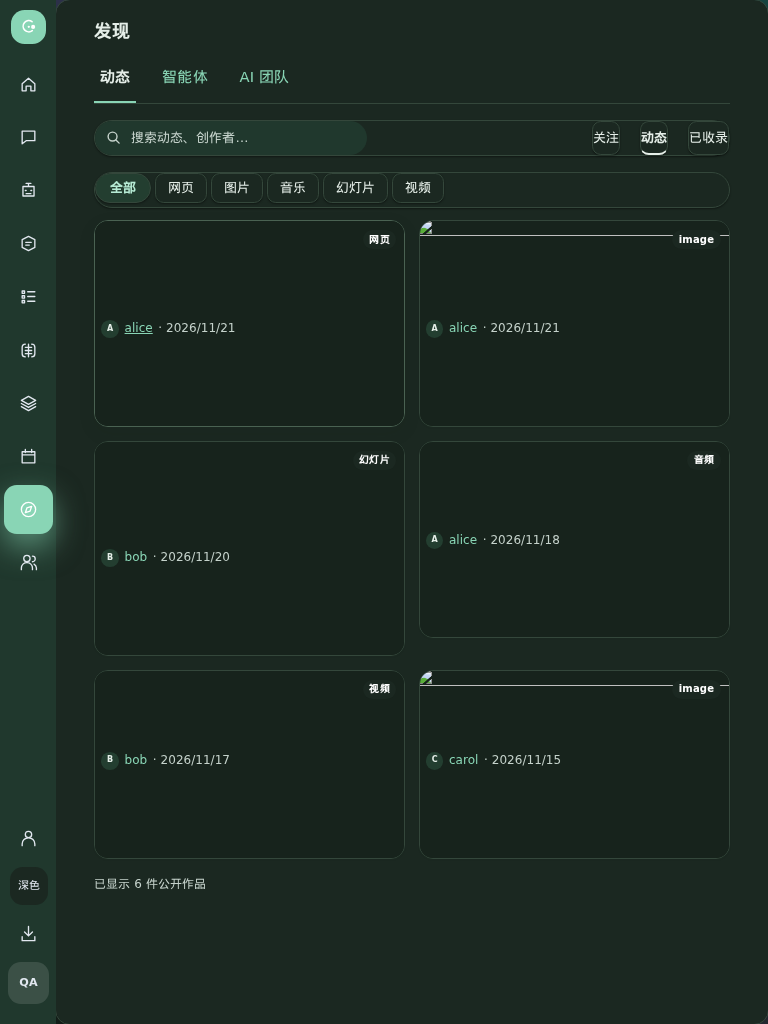 发现
动态 智能体 AI 团队
搜索动态、创作者… 关注 动态 已收录
全部 网页 图片 音乐 幻灯片 视频
网页
A alice · 2026/11/21
image
A alice · 2026/11/21
幻灯片
B bob · 2026/11/20
音频
A alice · 2026/11/18
视频
B bob · 2026/11/17
image
C carol · 2026/11/15
已显示 6 件公开作品
深色
QA